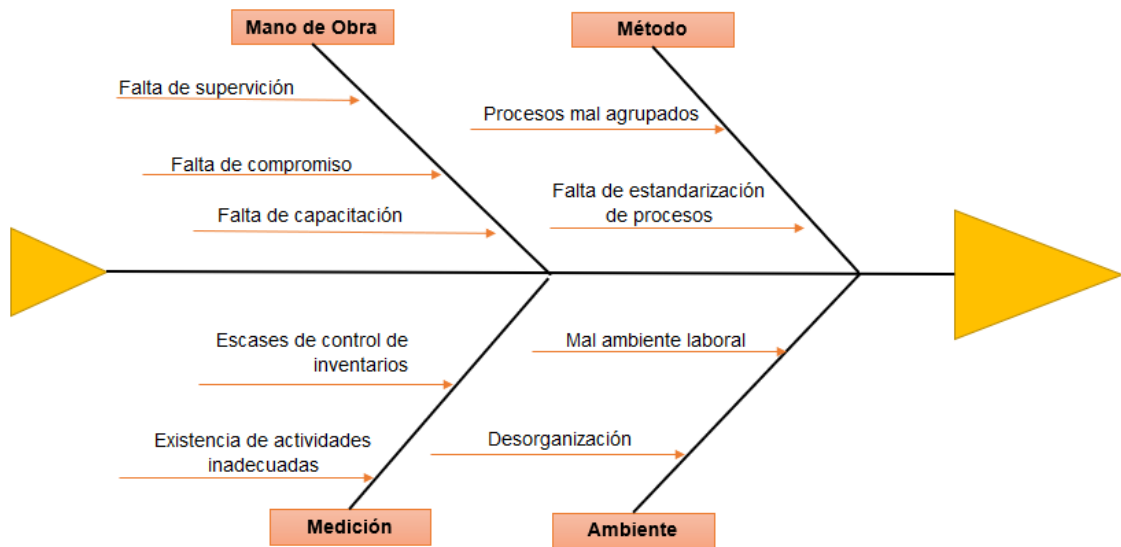 Mano de Obra
Método
Falta de supervición
Procesos mal agrupados
Falta de compromiso
Falta de estandarización
de procesos
Falta de capacitación
Escases de control de
inventarios
Mal ambiente laboral
Existencia de actividades
inadecuadas
Desorganización
Medición
Ambiente